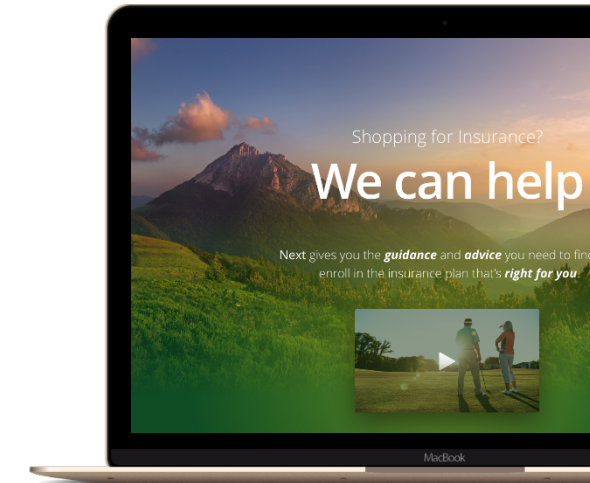 Shopping for Insurance?
We can help
Next gives you the guidance and advice you need to find
enroll in the insurance plan that's right for you
MacBook